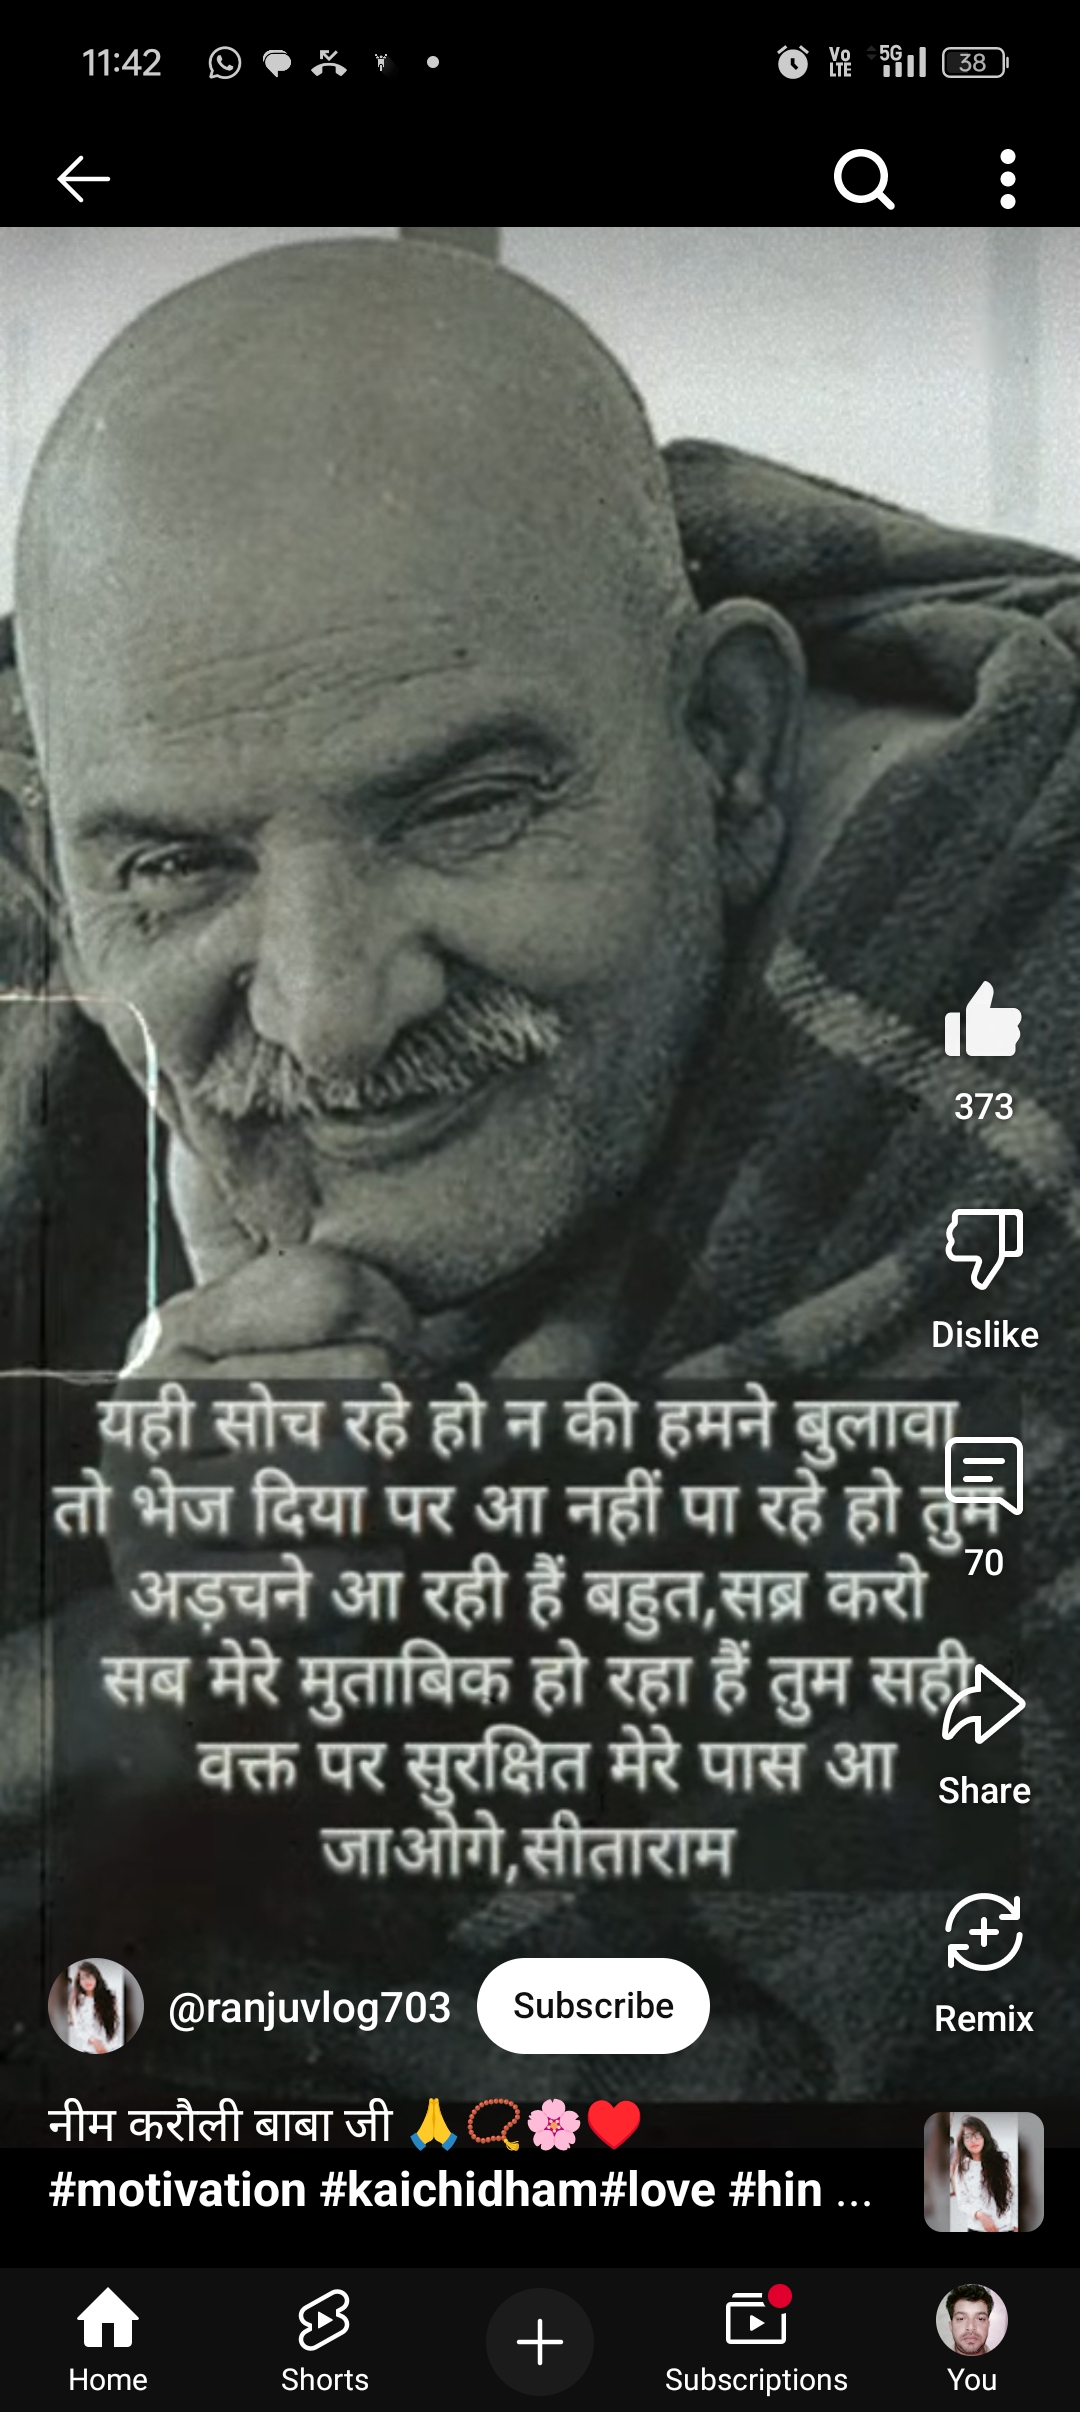 11:42
Vo
LTE
5G
38
यही सोच रहे हो न की हमने बुलावा
तो भेज दिया पर आ नहीं पा रहे हो तुम
अड़चने आ रही हैं बहुत,सब्र करो
सब मेरे मुताबिक हो रहा हैं तुम सही
वक्त पर सुरक्षित मेरे पास आ
जाओगे,सीताराम
373
Dislike
70
Share
Remix
@ranjuvlog703
Subscribe
नीम करौली बाबा जी 🙏📿🌸♥️
#motivation #kaichidham#love #hin ...
Home
Shorts
Subscriptions
You